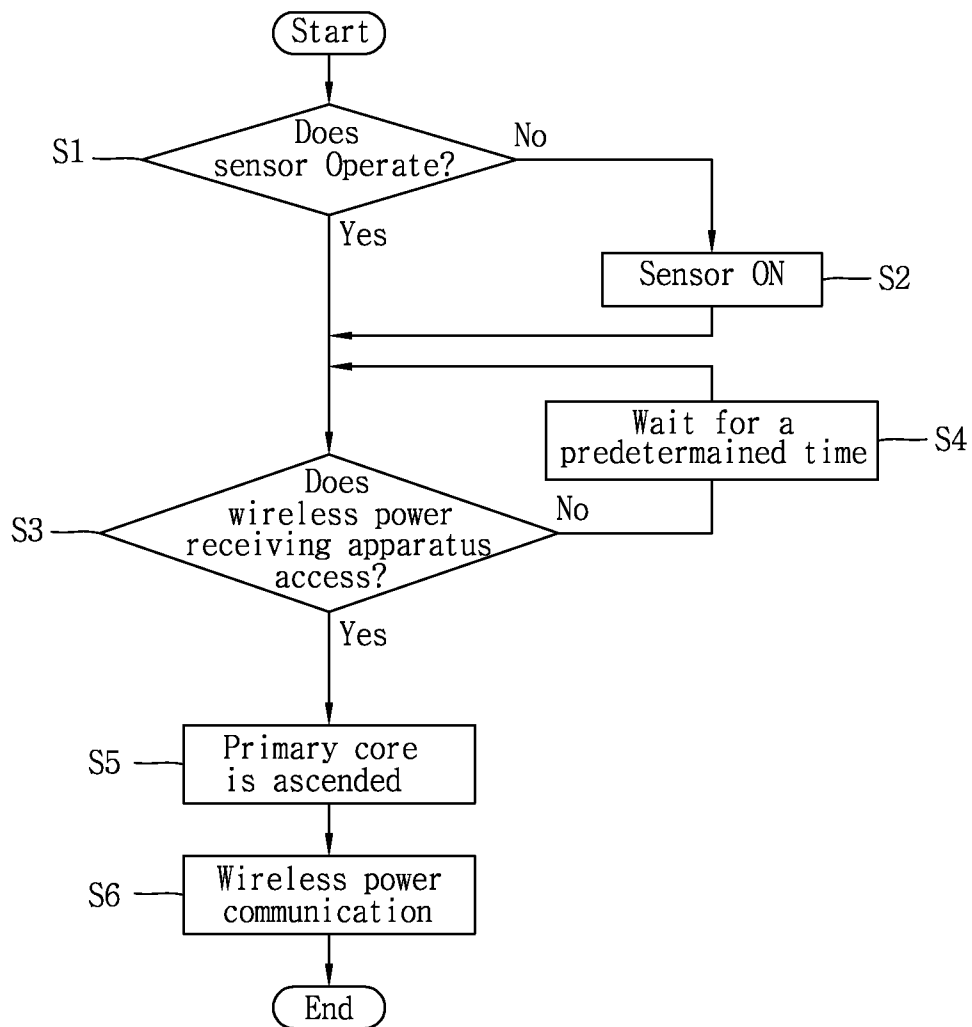 Start
S1
Does
sensor Operate?
No
Yes
Sensor ON
S2
Wait for a
predetermained time
S4
S3
Does
wireless power
receiving apparatus
access?
No
Yes
S5
Primary core
is ascended
S6
Wireless power
communication
End